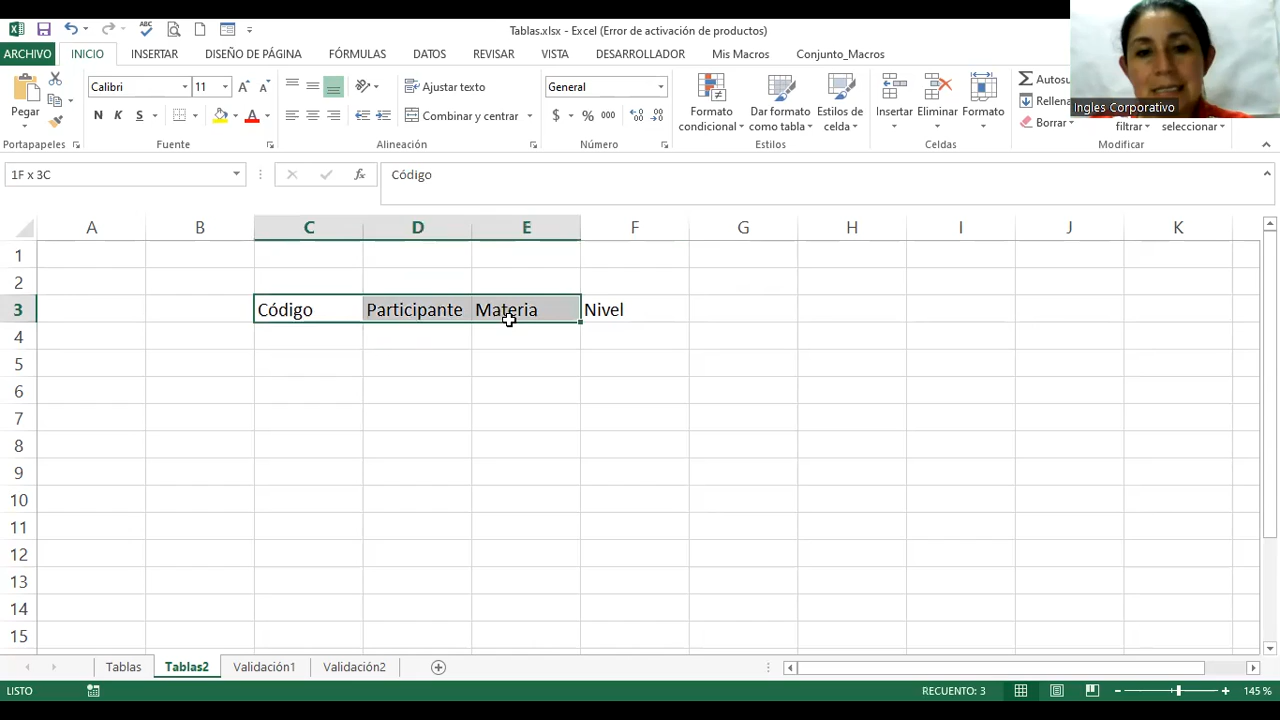 Tablas.xlsx - Excel (Error de activación de productos)
ARCHIVO INICIO INSERTAR DISEÑO DE PÁGINA FÓRMULAS DATOS REVISAR VISTA DESARROLLADOR Mis Macros Conjunto_Macros
Pegar
Calibri 11
N K S
A A
Ajustar texto
Combinar y centrar
General
$ % 000
Formato condicional
Dar formato como tabla
Estilos de celda
Insertar Eliminar Formato
Autosu
Rellena
Borrar
filtrar
seleccionar
Ingles Corporativo
Portapapeles Fuente Alineación Número Estilos Celdas Modificar
1F x 3C fx Código
A B C D E F G H I J K
1
2
3 Código Participante Materia Nivel
4
5
6
7
8
9
10
11
12
13
14
15
Tablas Tablas2 Validación1 Validación2
LISTO RECUENTO: 3 145 %